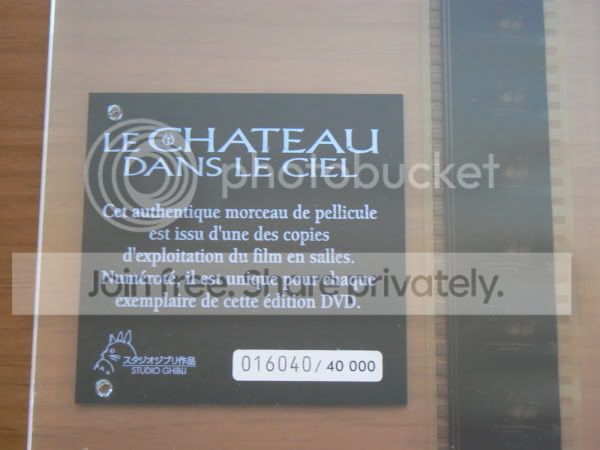 LE CHATEAU
DANS LE CIEL
photobucket
Cet authentique morceau de pellicule
est issu d'une des copies
d'exploitation du film en salles.
Join free. Share privately.
Numéroté, il est unique pour chaque
exemplaire de cette édition DVD.
スタジオジブリ作品
STUDIO GHIBLI
016040/ 40 000